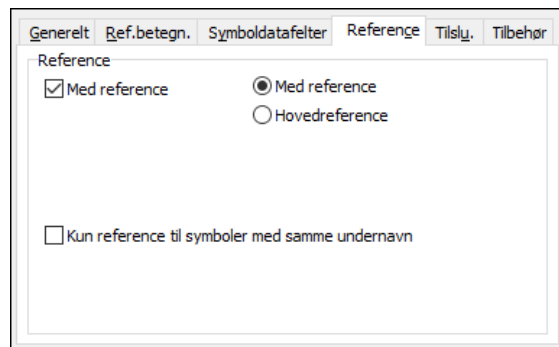 Generelt Ref.betegn. Symboldatafelter Reference Tilslu. Tilbehør
Reference
Med reference Med reference
Hovedreference
Kun reference til symboler med samme undernavn